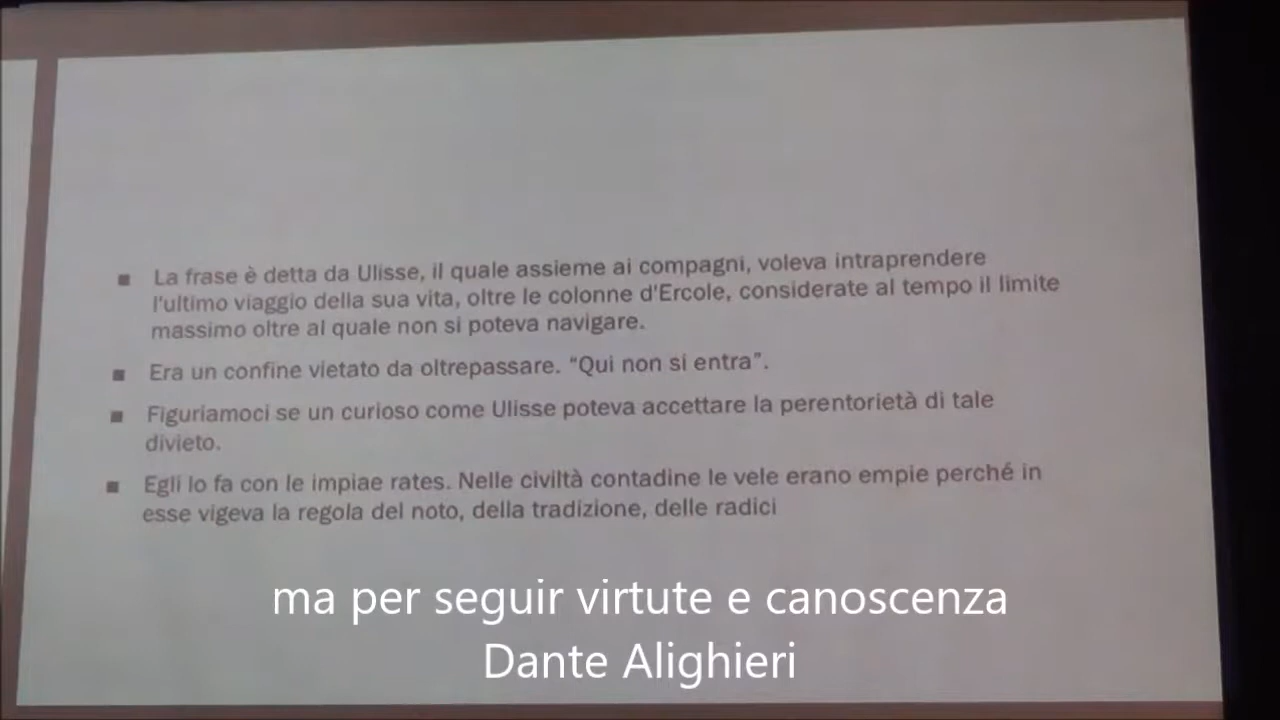 ■ La frase è detta da Ulisse, il quale assieme ai compagni, voleva intraprendere
l'ultimo viaggio della sua vita, oltre le colonne d'Ercole, considerate al tempo il limite
massimo oltre al quale non si poteva navigare.
■ Era un confine vietato da oltrepassare. “Qui non si entra”.
■ Figuriamoci se un curioso come Ulisse poteva accettare la perentorietà di tale
divieto.
■ Egli lo fa con le impiae rates. Nelle civiltà contadine le vele erano empie perché in
esse vigeva la regola del noto, della tradizione, delle radici
ma per seguir virtute e canoscenza
Dante Alighieri